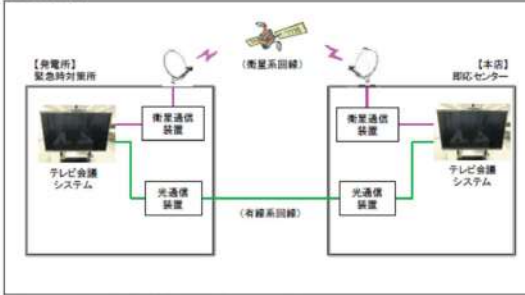 (衛星系回線)
【発電所】
緊急時対策所
【本店】
即応センター
衛星通信
装置
衛星通信
装置
テレビ会議
システム
テレビ会議
システム
光通信
装置
光通信
装置
(有線系回線)